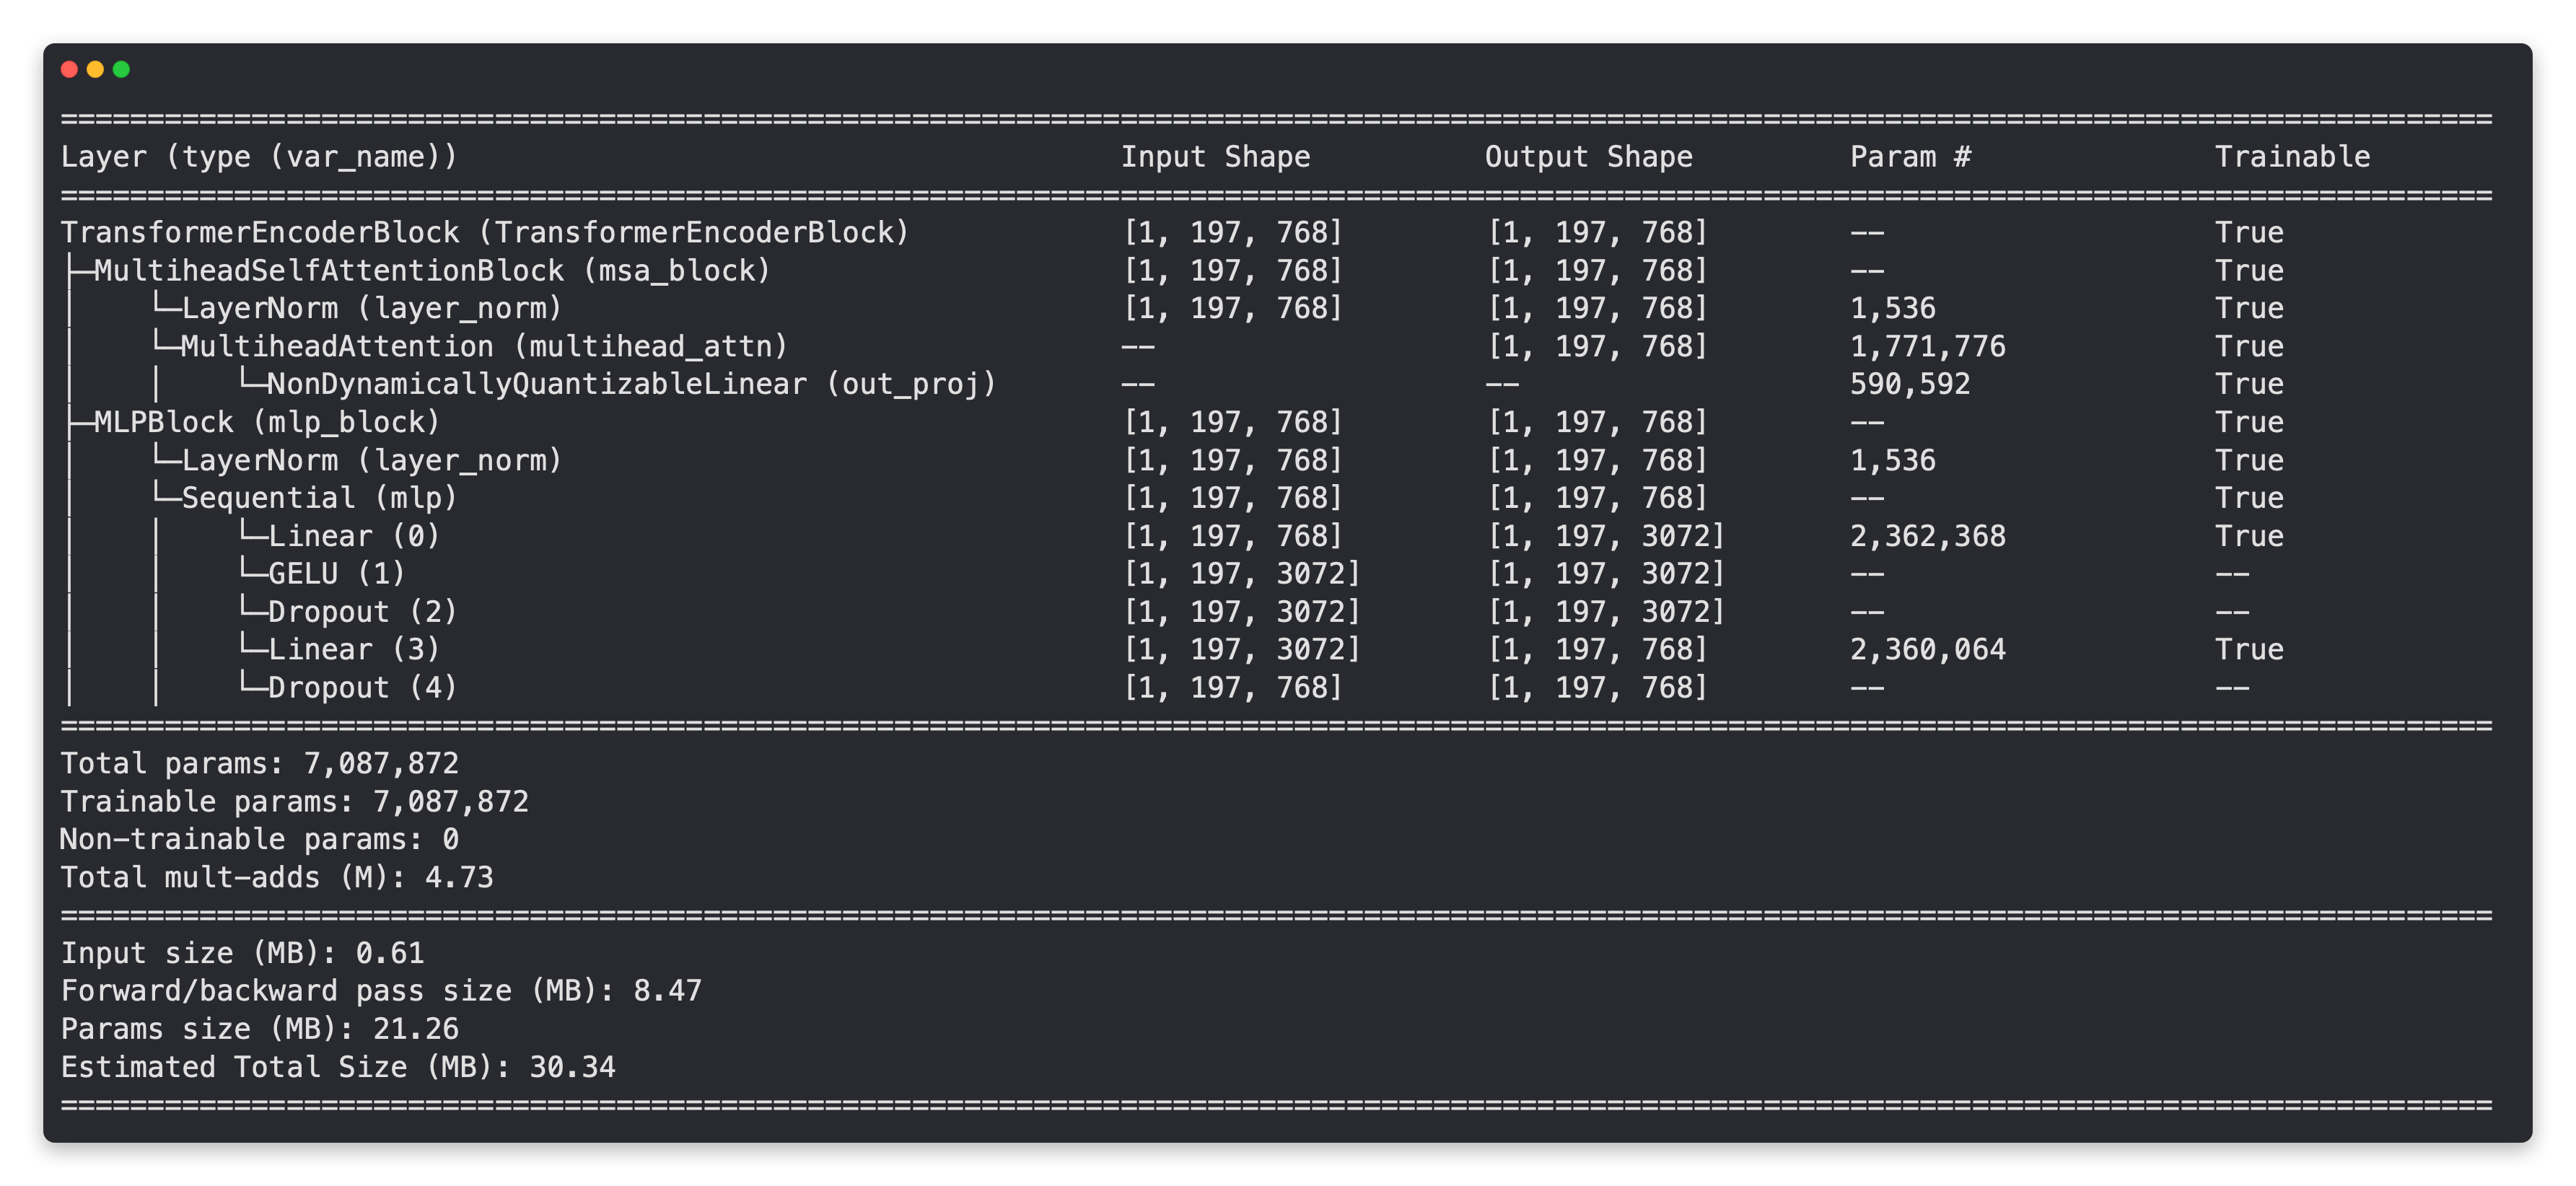 ==========================================================================================================================================
Layer (type (var_name))                                      Input Shape          Output Shape         Param #              Trainable
==========================================================================================================================================
TransformerEncoderBlock (TransformerEncoderBlock)            [1, 197, 768]        [1, 197, 768]        --                   True
├─MultiheadSelfAttentionBlock (msa_block)                    [1, 197, 768]        [1, 197, 768]        --                   True
│    └─LayerNorm (layer_norm)                                [1, 197, 768]        [1, 197, 768]        1,536                True
│    └─MultiheadAttention (multihead_attn)                   --                   [1, 197, 768]        1,771,776            True
│    │    └─NonDynamicallyQuantizableLinear (out_proj)       --                   --                   590,592              True
├─MLPBlock (mlp_block)                                       [1, 197, 768]        [1, 197, 768]        --                   True
│    └─LayerNorm (layer_norm)                                [1, 197, 768]        [1, 197, 768]        1,536                True
│    └─Sequential (mlp)                                      [1, 197, 768]        [1, 197, 768]        --                   True
│    │    └─Linear (0)                                       [1, 197, 768]        [1, 197, 3072]       2,362,368            True
│    │    └─GELU (1)                                         [1, 197, 3072]       [1, 197, 3072]       --                   --
│    │    └─Dropout (2)                                      [1, 197, 3072]       [1, 197, 3072]       --                   --
│    │    └─Linear (3)                                       [1, 197, 3072]       [1, 197, 768]        2,360,064            True
│    │    └─Dropout (4)                                      [1, 197, 768]        [1, 197, 768]        --                   --
==========================================================================================================================================
Total params: 7,087,872
Trainable params: 7,087,872
Non-trainable params: 0
Total mult-adds (M): 4.73
==========================================================================================================================================
Input size (MB): 0.61
Forward/backward pass size (MB): 8.47
Params size (MB): 21.26
Estimated Total Size (MB): 30.34
==========================================================================================================================================